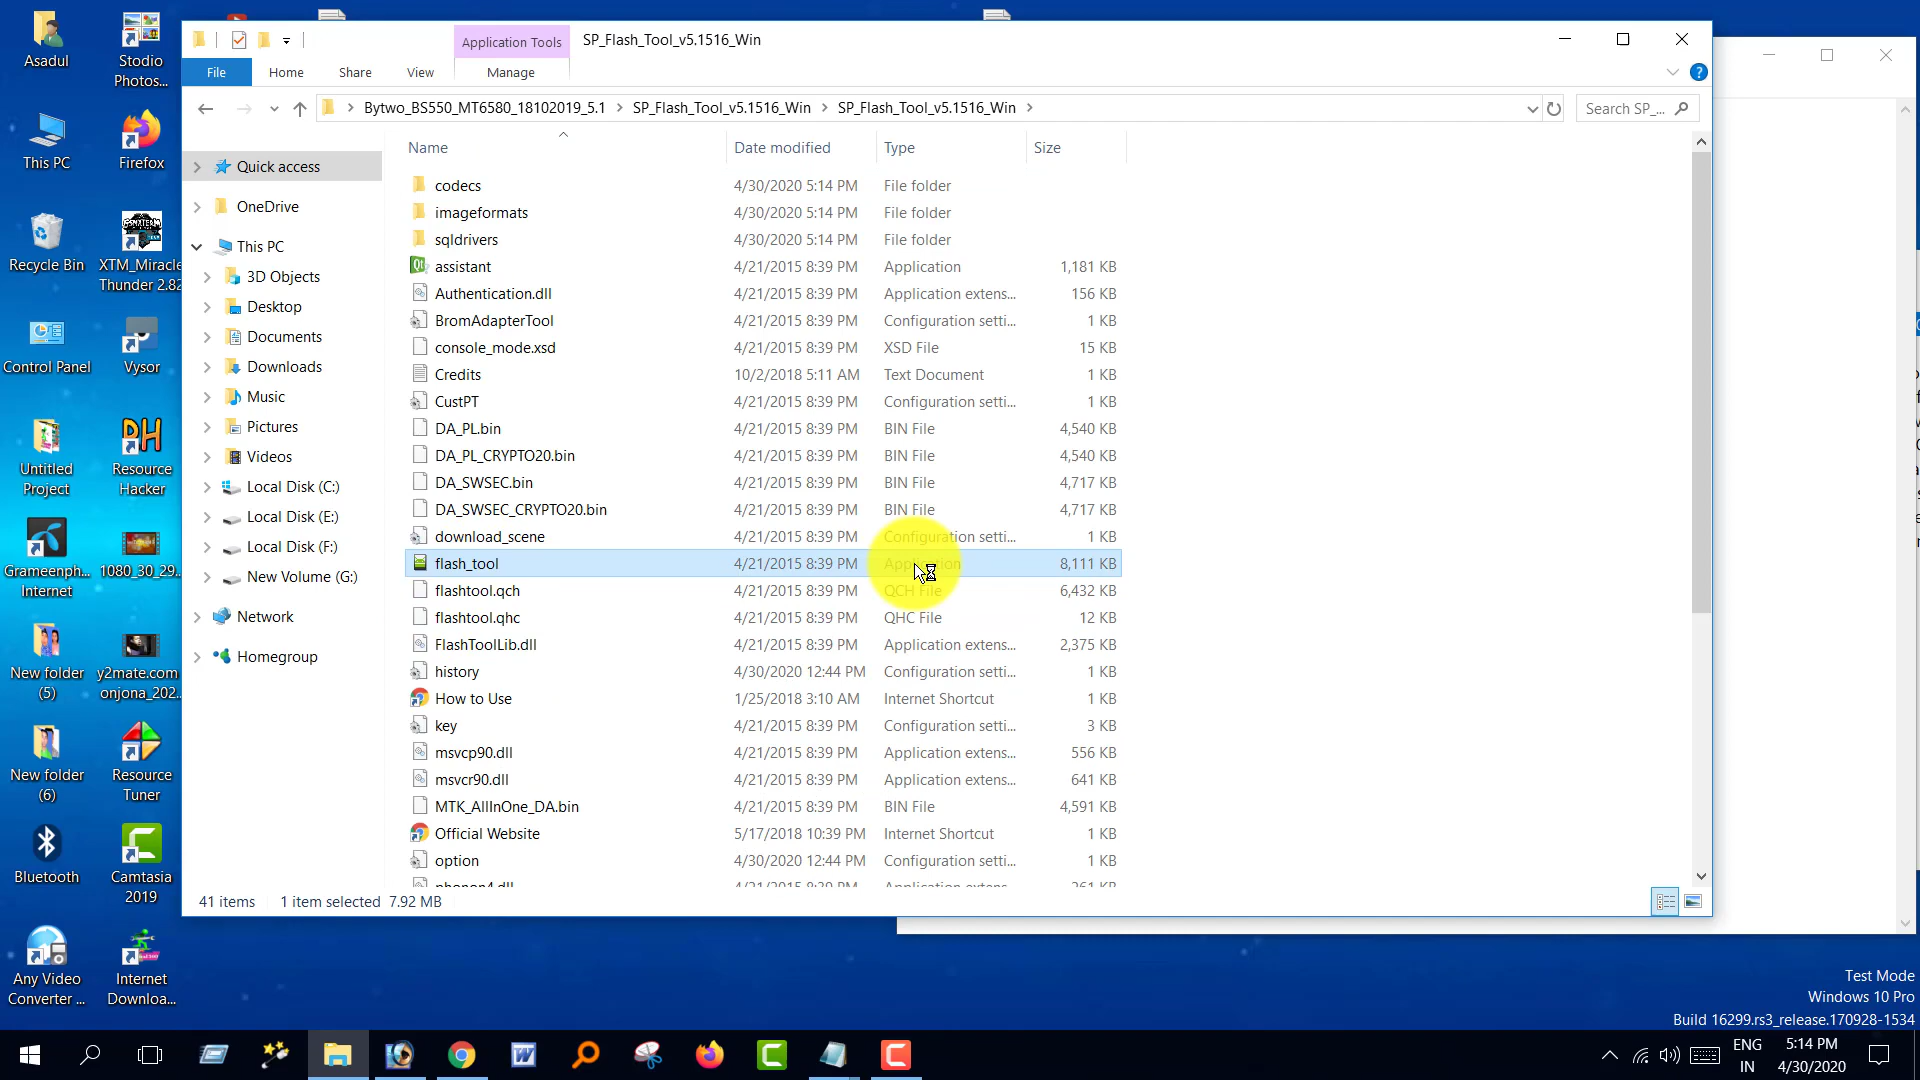 Application Tools
SP_Flash_Tool_v5.1516_Win
File
Home
Share
View
Manage
Bytwo_BS550_MT6580_18102019_5.1
SP_Flash_Tool_v5.1516_Win
SP_Flash_Tool_v5.1516_Win
Search SP_...
Name
Date modified
Type
Size
Quick access
OneDrive
This PC
3D Objects
Desktop
Documents
Downloads
Music
Pictures
Videos
Local Disk (C:)
Local Disk (E:)
Local Disk (F:)
New Volume (G:)
Network
Homegroup
codecs 4/30/2020 5:14 PM File folder
imageformats 4/30/2020 5:14 PM File folder
sqldrivers 4/30/2020 5:14 PM File folder
assistant 4/21/2015 8:39 PM Application 1,181 KB
Authentication.dll 4/21/2015 8:39 PM Application extens... 156 KB
BromAdapterTool 4/21/2015 8:39 PM Configuration setti... 1 KB
console_mode.xsd 4/21/2015 8:39 PM XSD File 15 KB
Credits 10/2/2018 5:11 AM Text Document 1 KB
CustPT 4/21/2015 8:39 PM Configuration setti... 1 KB
DA_PL.bin 4/21/2015 8:39 PM BIN File 4,540 KB
DA_PL_CRYPTO20.bin 4/21/2015 8:39 PM BIN File 4,540 KB
DA_SWSEC.bin 4/21/2015 8:39 PM BIN File 4,717 KB
DA_SWSEC_CRYPTO20.bin 4/21/2015 8:39 PM BIN File 4,717 KB
download_scene 4/21/2015 8:39 PM Configuration setti... 1 KB
flash_tool 4/21/2015 8:39 PM Application 8,111 KB
flashtool.qch 4/21/2015 8:39 PM QCH File 6,432 KB
flashtool.qhc 4/21/2015 8:39 PM QHC File 12 KB
FlashToolLib.dll 4/21/2015 8:39 PM Application extens... 2,375 KB
history 4/30/2020 12:44 PM Configuration setti... 1 KB
How to Use 1/25/2018 3:10 AM Internet Shortcut 1 KB
key 4/21/2015 8:39 PM Configuration setti... 3 KB
msvcp90.dll 4/21/2015 8:39 PM Application extens... 556 KB
msvcr90.dll 4/21/2015 8:39 PM Application extens... 641 KB
MTK_AllInOne_DA.bin 4/21/2015 8:39 PM BIN File 4,591 KB
Official Website 5/17/2018 10:39 PM Internet Shortcut 1 KB
option 4/30/2020 12:44 PM Configuration setti... 1 KB
phonon4.dll 4/21/2015 8:39 PM Application extens... 261 KB
41 items 1 item selected 7.92 MB
Asadul
Stodio
Photos...
This PC
Firefox
Recycle Bin
XTM_Miracle
Thunder 2.82
Control Panel
Vysor
Untitled
Project
Resource
Hacker
Grameenph...
Internet
1080_30_29...
New folder
(5)
y2mate.com
onjona_202...
New folder
(6)
Resource
Tuner
Bluetooth
Camtasia
2019
Any Video
Converter ...
Internet
Downloa...
Test Mode
Windows 10 Pro
Build 16299.rs3_release.170928-1534
ENG
IN
5:14 PM
4/30/2020